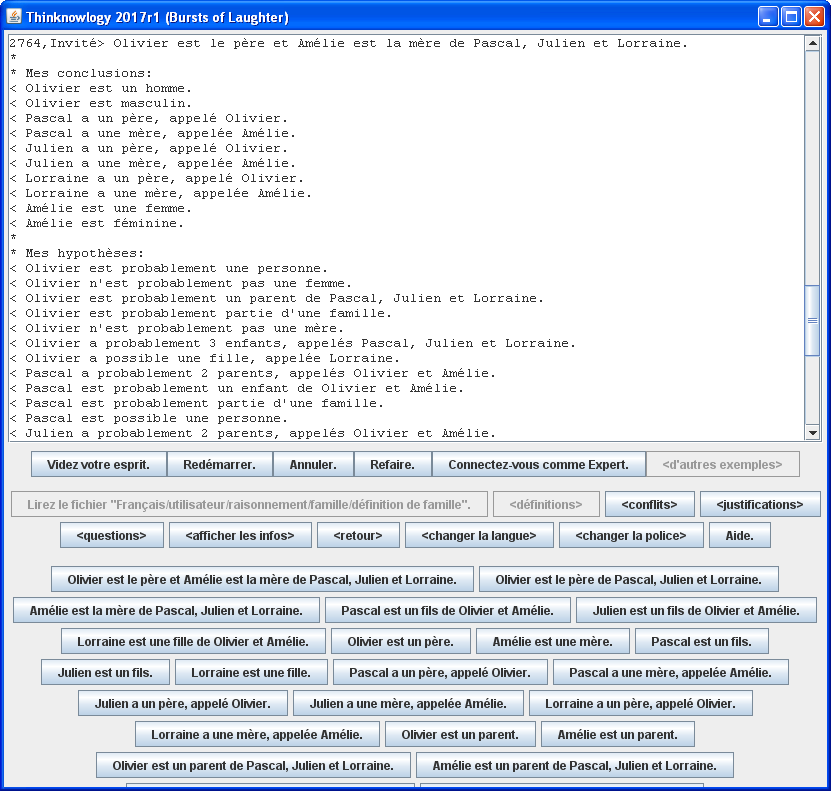 Thinknowlogy 2017r1 (Bursts of Laughter)
2764,Invité> Olivier est le père et Amélie est la mère de Pascal, Julien et Lorraine.
*
* Mes conclusions:
< Olivier est un homme.
< Olivier est masculin.
< Pascal a un père, appelé Olivier.
< Pascal a une mère, appelée Amélie.
< Julien a un père, appelé Olivier.
< Julien a une mère, appelée Amélie.
< Lorraine a un père, appelé Olivier.
< Lorraine a une mère, appelée Amélie.
< Amélie est une femme.
< Amélie est féminine.
*
* Mes hypothèses:
< Olivier est probablement une personne.
< Olivier n'est probablement pas une femme.
< Olivier est probablement un parent de Pascal, Julien et Lorraine.
< Olivier est probablement partie d'une famille.
< Olivier n'est probablement pas une mère.
< Olivier a probablement 3 enfants, appelés Pascal, Julien et Lorraine.
< Olivier a possible une fille, appelée Lorraine.
< Pascal a probablement 2 parents, appelés Olivier et Amélie.
< Pascal est probablement un enfant de Olivier et Amélie.
< Pascal est probablement partie d'une famille.
< Pascal est possible une personne.
< Julien a probablement 2 parents, appelés Olivier et Amélie.
Videz votre esprit. Redémarrer. Annuler. Refaire. Connectez-vous comme Expert. <d'autres exemples>
Lirez le fichier "Français/utilisateur/raisonnement/famille/définition de famille". <définitions> <conflits> <justifications>
<questions> <afficher les infos> <retour> <changer la langue> <changer la police> Aide.
Olivier est le père et Amélie est la mère de Pascal, Julien et Lorraine. Olivier est le père de Pascal, Julien et Lorraine.
Amélie est la mère de Pascal, Julien et Lorraine. Pascal est un fils de Olivier et Amélie. Julien est un fils de Olivier et Amélie.
Lorraine est une fille de Olivier et Amélie. Olivier est un père. Amélie est une mère. Pascal est un fils.
Julien est un fils. Lorraine est une fille. Pascal a un père, appelé Olivier. Pascal a une mère, appelée Amélie.
Julien a un père, appelé Olivier. Julien a une mère, appelée Amélie. Lorraine a un père, appelé Olivier.
Lorraine a une mère, appelée Amélie. Olivier est un parent. Amélie est un parent.
Olivier est un parent de Pascal, Julien et Lorraine. Amélie est un parent de Pascal, Julien et Lorraine.